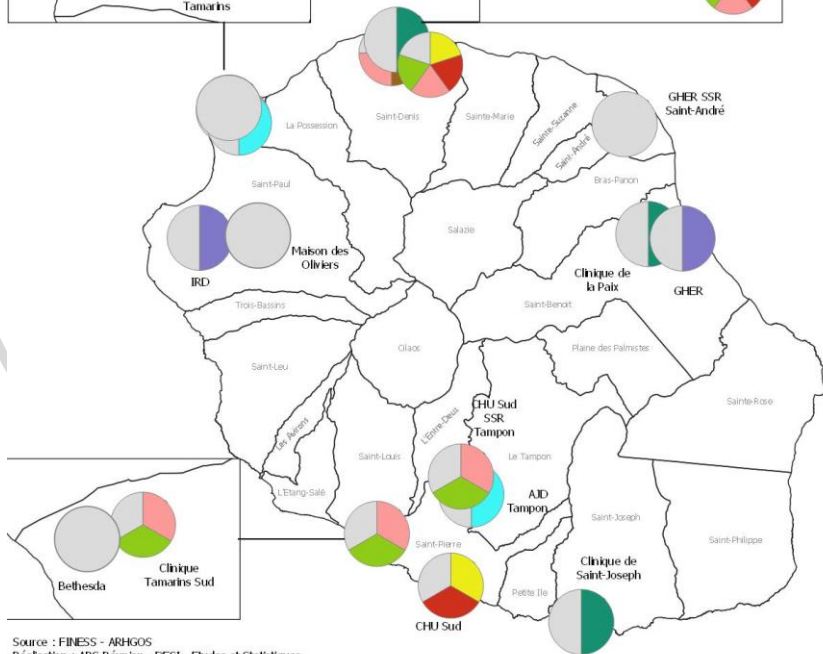 Tamarins
GHER SSR
Saint-André
La Possession
Saint-Denis
Sainte-Marie
Sainte-Suzanne
Saint-André
Saint-Paul
Bras-Panon
Salazie
Maison des
Oliviers
IRD
Clinique de
la Paix
GHER
Trois-Bassins
Saint-Benoit
Cilaos
Plaine des Palmistes
Saint-Leu
Sainte-Rose
Les Avirons
L'Entre-Deux
CHU Sud
SSR
Tampon
Saint-Louis
Le Tampon
L'Etang-Salé
AJD
Tampon
Saint-Joseph
Saint-Pierre
Saint-Philippe
Clinique
Tamarins Sud
Bethesda
Clinique de
Saint-Joseph
Petite Ile
CHU Sud
Source : FINESS - ARHGOS